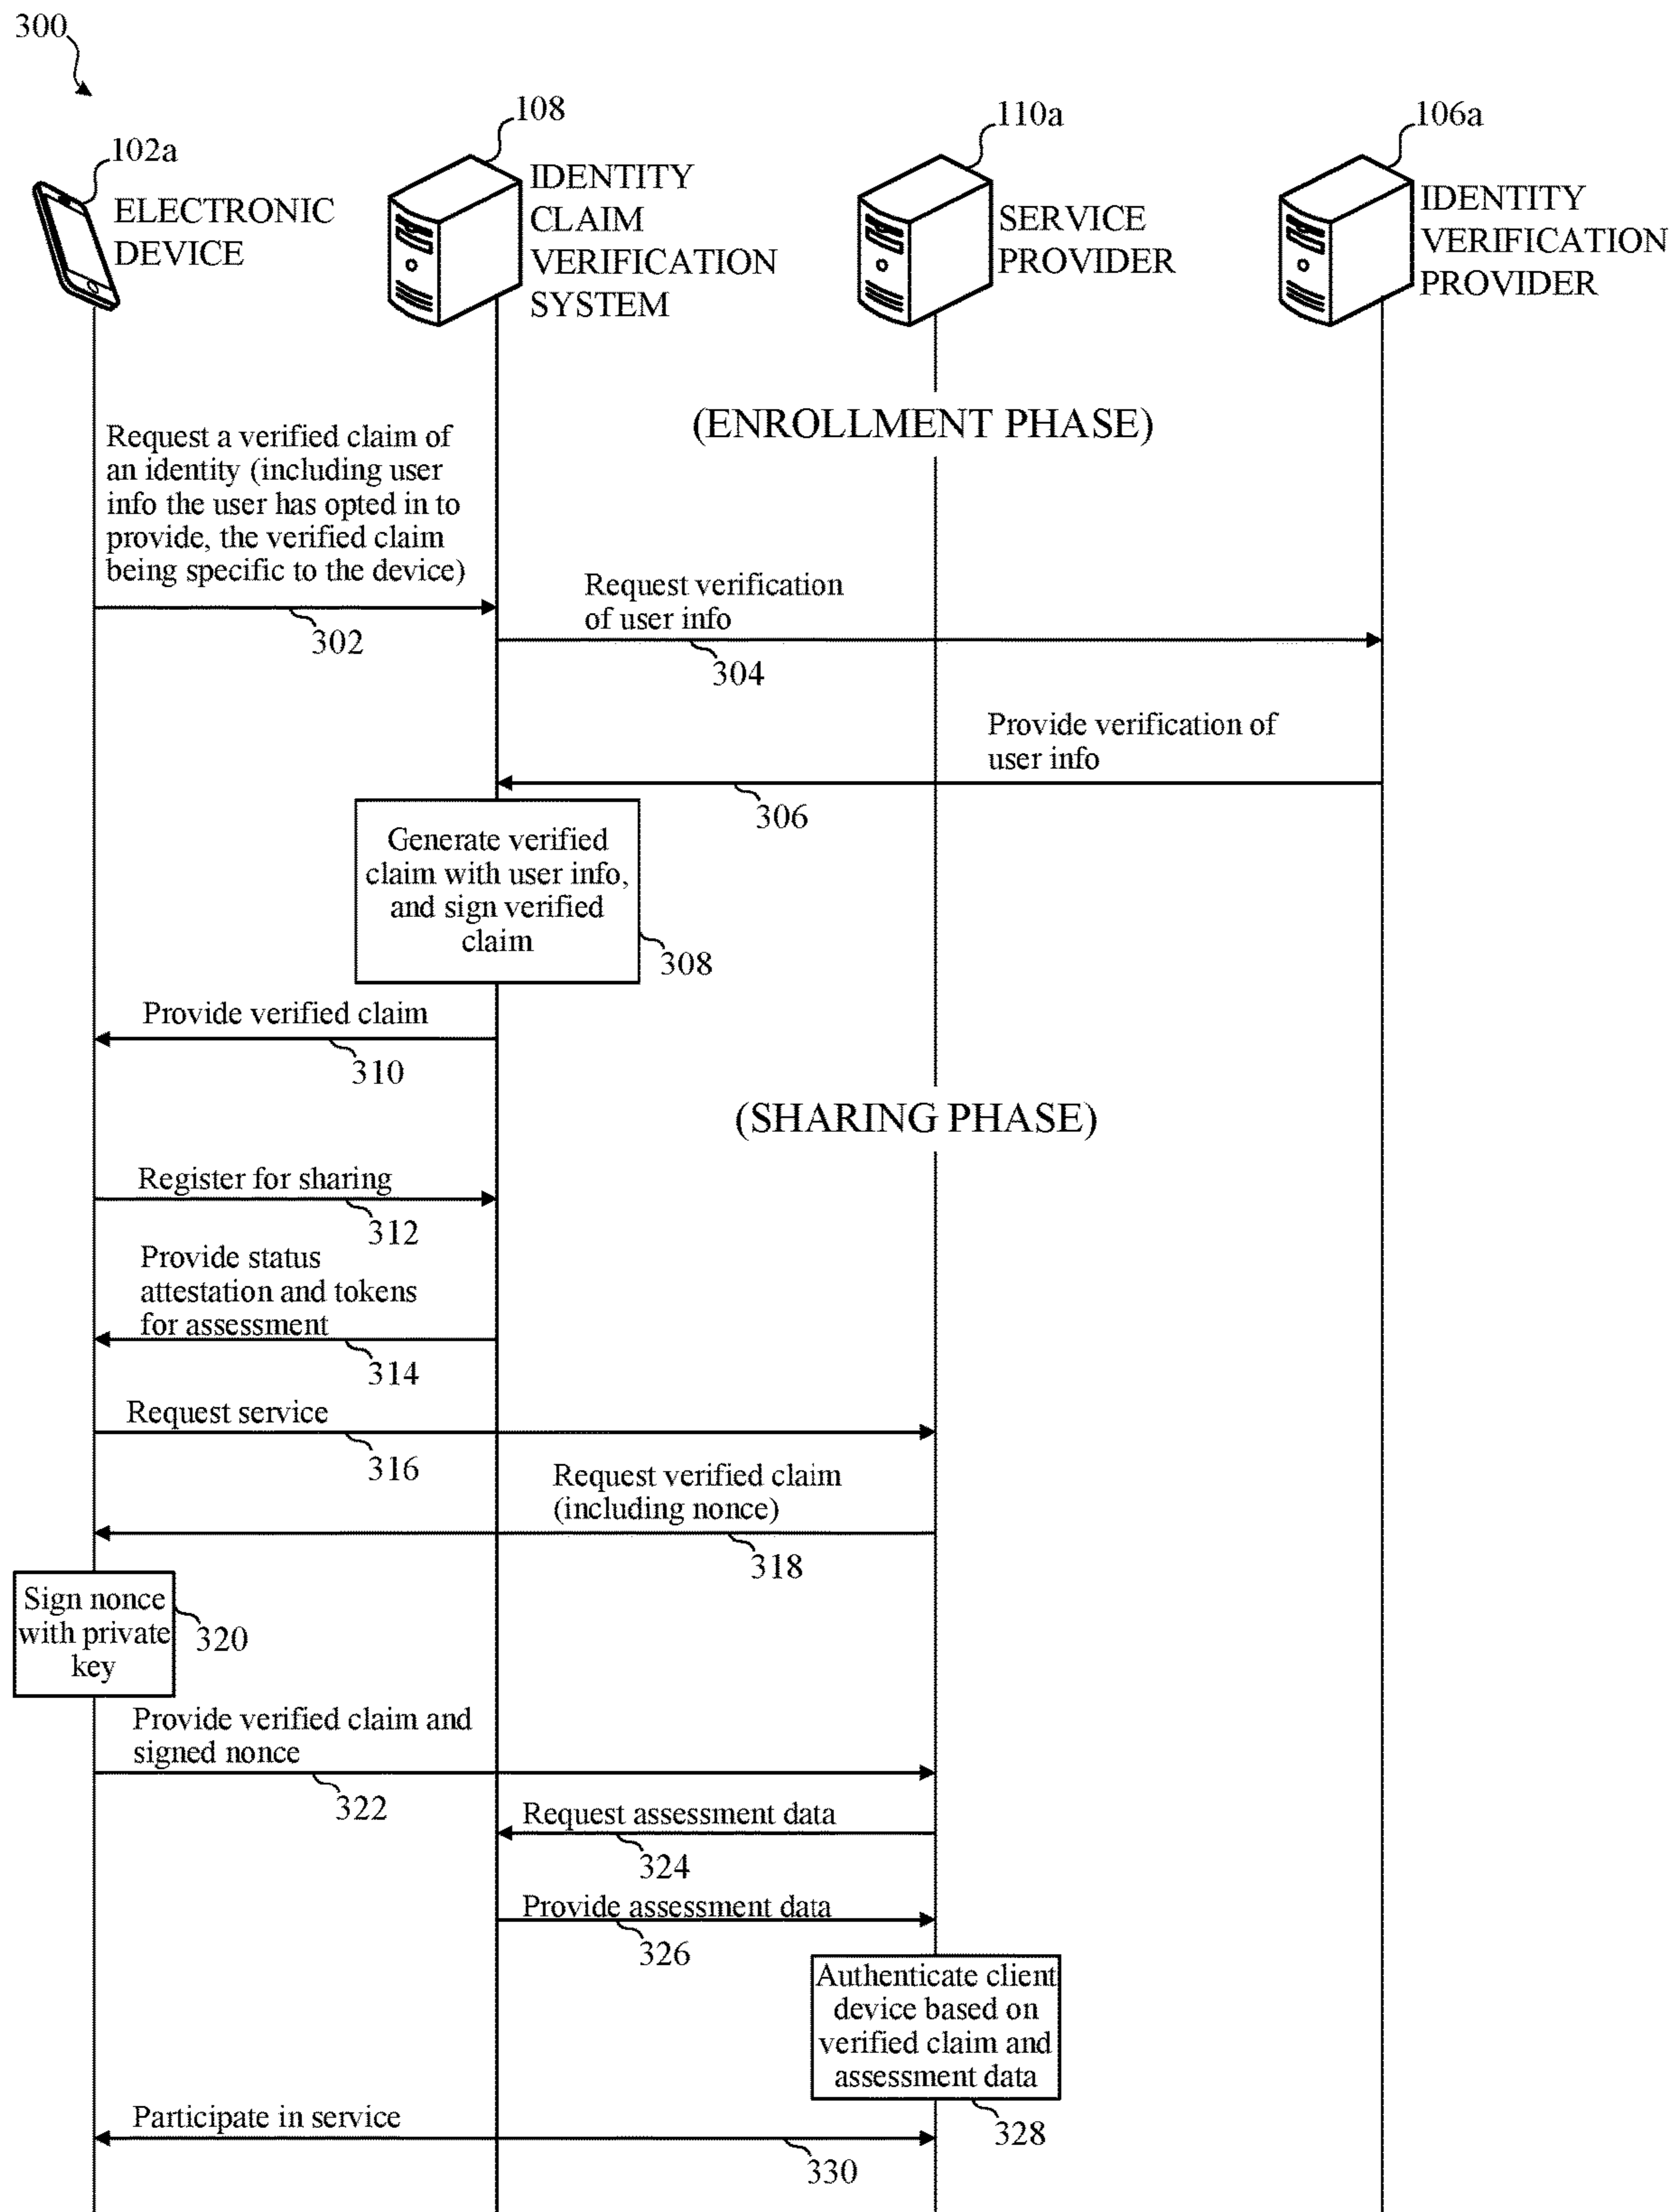 300
102a
ELECTRONIC
DEVICE
108
IDENTITY
CLAIM
VERIFICATION
SYSTEM
110a
SERVICE
PROVIDER
106a
IDENTITY
VERIFICATION
PROVIDER
(ENROLLMENT PHASE)
Request a verified claim of
an identity (including user
info the user has opted in to
provide, the verified claim
being specific to the device)
302
Request verification
of user info
304
Provide verification of
user info
306
Generate verified
claim with user info,
and sign verified
claim
308
Provide verified claim
310
(SHARING PHASE)
Register for sharing
312
Provide status
attestation and tokens
for assessment
314
Request service
316
Request verified claim
(including nonce)
318
Sign nonce
with private
key
320
Provide verified claim and
signed nonce
322
Request assessment data
324
Provide assessment data
326
Authenticate client
device based on
verified claim and
assessment data
328
Participate in service
330